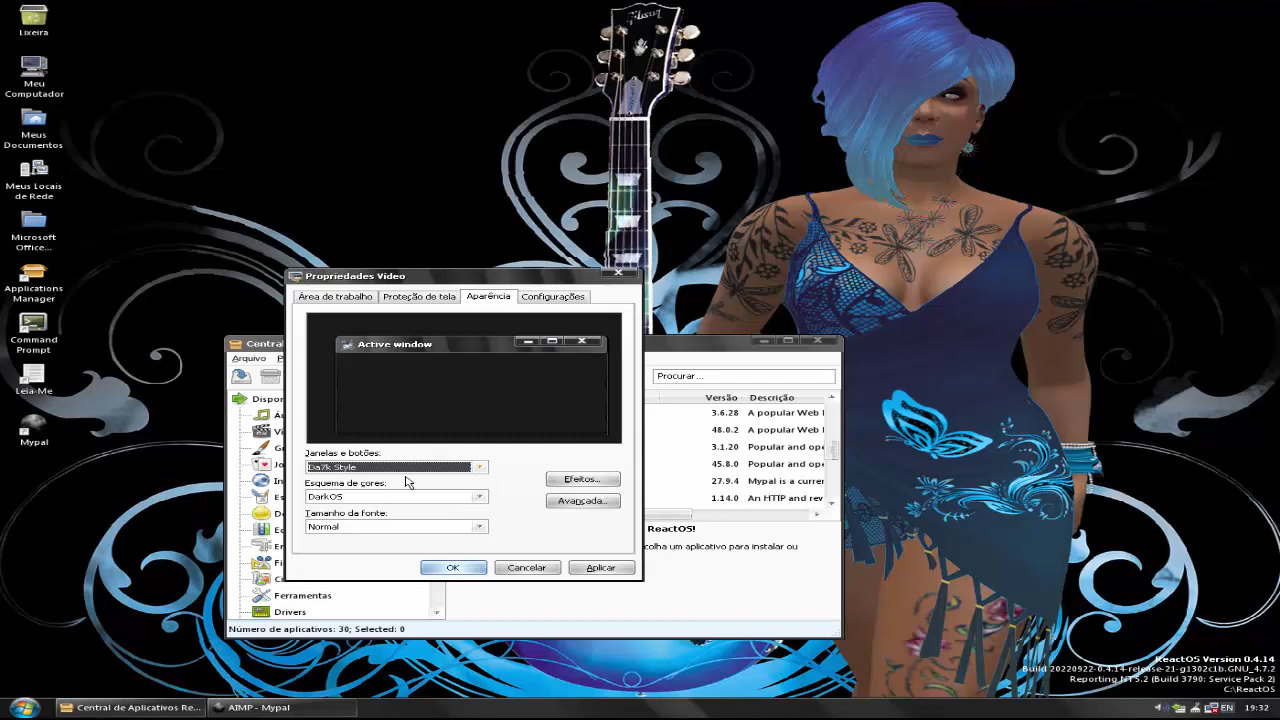 Lixeira
Meu
Computador
Meus
Documentos
Meus Locais
de Rede
Microsoft
Office...
Applications
Manager
Command
Prompt
Leia-Me
Mypal
Gibson
Propriedades Vídeo
Área de trabalho
Proteção de tela
Aparência
Configurações
Active window
Janelas e botões:
Da7k Style
Esquema de cores:
DarkOS
Tamanho da fonte:
Normal
Efeitos...
Avançada...
OK
Cancelar
Aplicar
Central
Arquivo
Procurar...
Versão
Descrição
3.6.28
A popular Web
48.0.2
A popular Web
3.1.20
Popular and ope
45.8.0
Popular and ope
27.9.4
Mypal is a curre
1.14.0
An HTTP and rev
ReactOS!
colha um aplicativo para instalar ou
Ferramentas
Drivers
Número de aplicativos: 30; Selected: 0
ReactOS Version 0.4.14
Build 20220922-0.4.14-release-21-g1302c1b.GNU_4.7.2
Reporting NT 5.2 (Build 3790: Service Pack 2)
C:\ReactOS
Central de Aplicativos Re...
AIMP - Mypal
EN
19:32